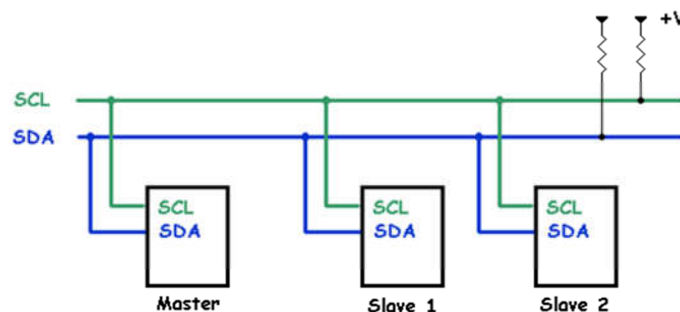 +V
SCL
SDA
SCL
SDA
Master
SCL
SDA
Slave 1
SCL
SDA
Slave 2